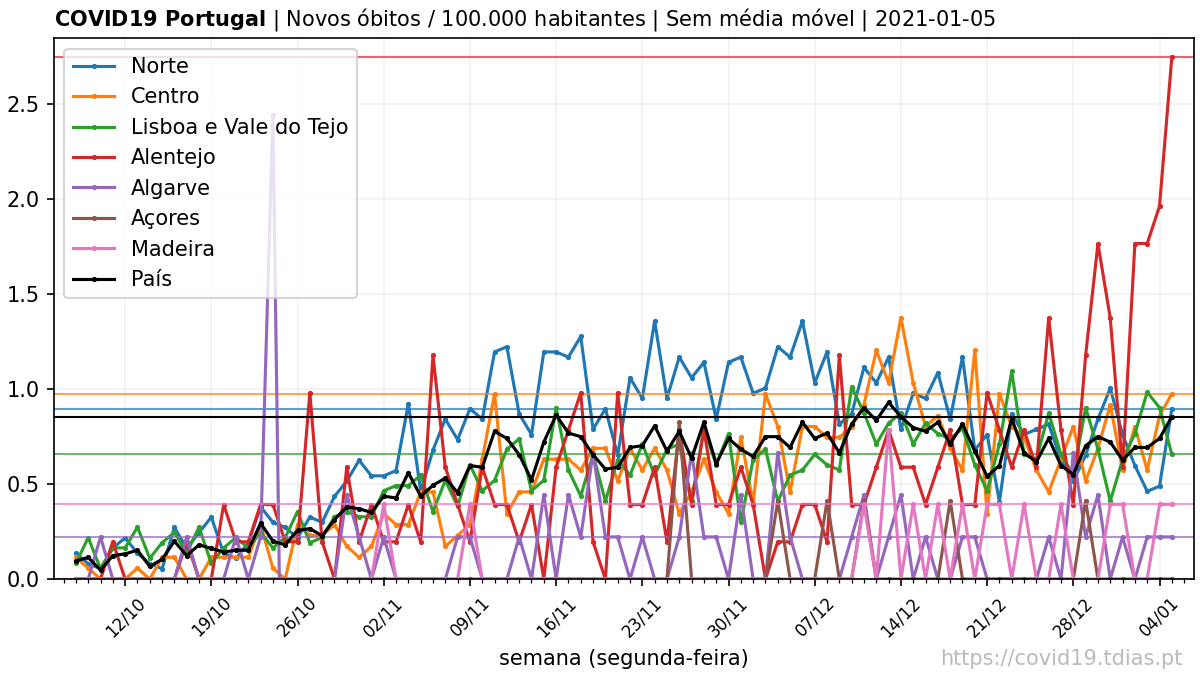 COVID19 Portugal | Novos óbitos / 100.000 habitantes | Sem média móvel | 2021-01-05
Norte
Centro
Lisboa e Vale do Tejo
Alentejo
Algarve
Açores
Madeira
País
2.5
2.0
1.5
1.0
0.5
0.0
12/10
19/10
26/10
02/11
09/11
16/11
23/11
30/11
07/12
14/12
21/12
28/12
04/01
semana (segunda-feira)
https://covid19.tdias.pt